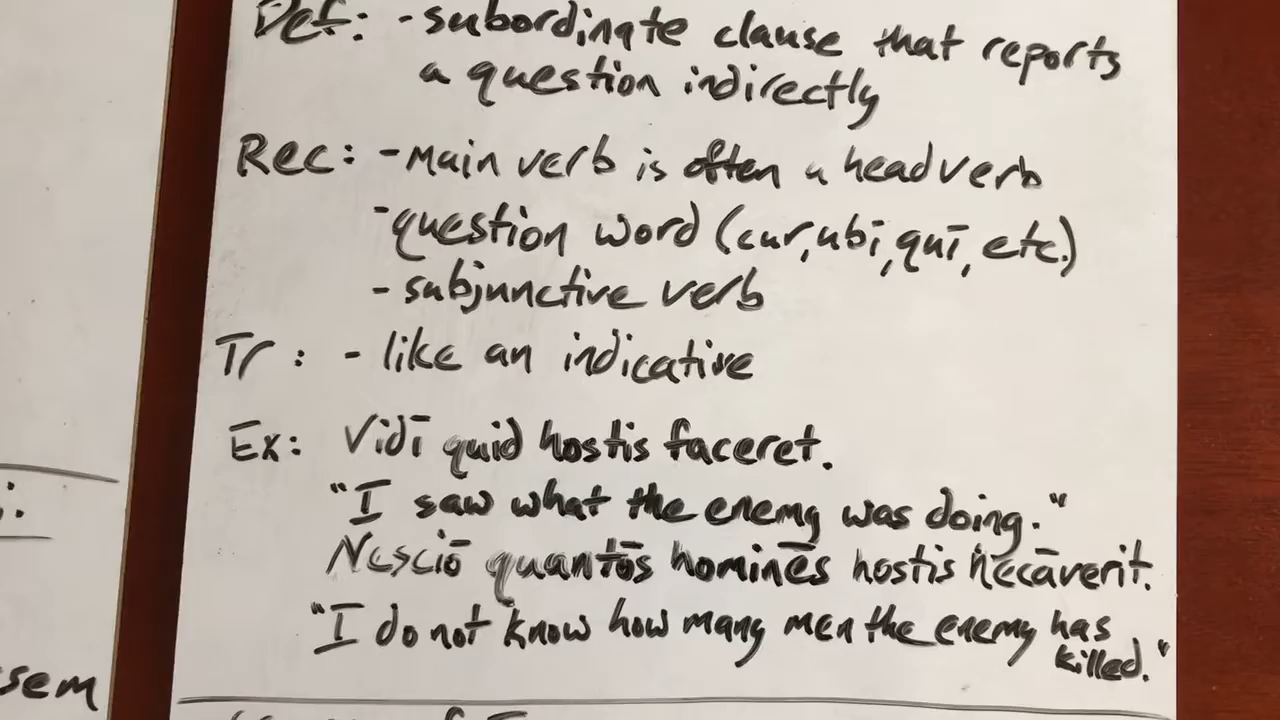 Def: - subordinate clause that reports
a question indirectly
Rec: - main verb is often a head verb
- question word (cur, ubi, quī, etc.)
- subjunctive verb
Tr: - like an indicative
Ex: Vīdī quid hostis faceret.
"I saw what the enemy was doing."
Nesciō quantōs hominēs hostis necāverit.
"I do not know how many men the enemy has
killed."
sem